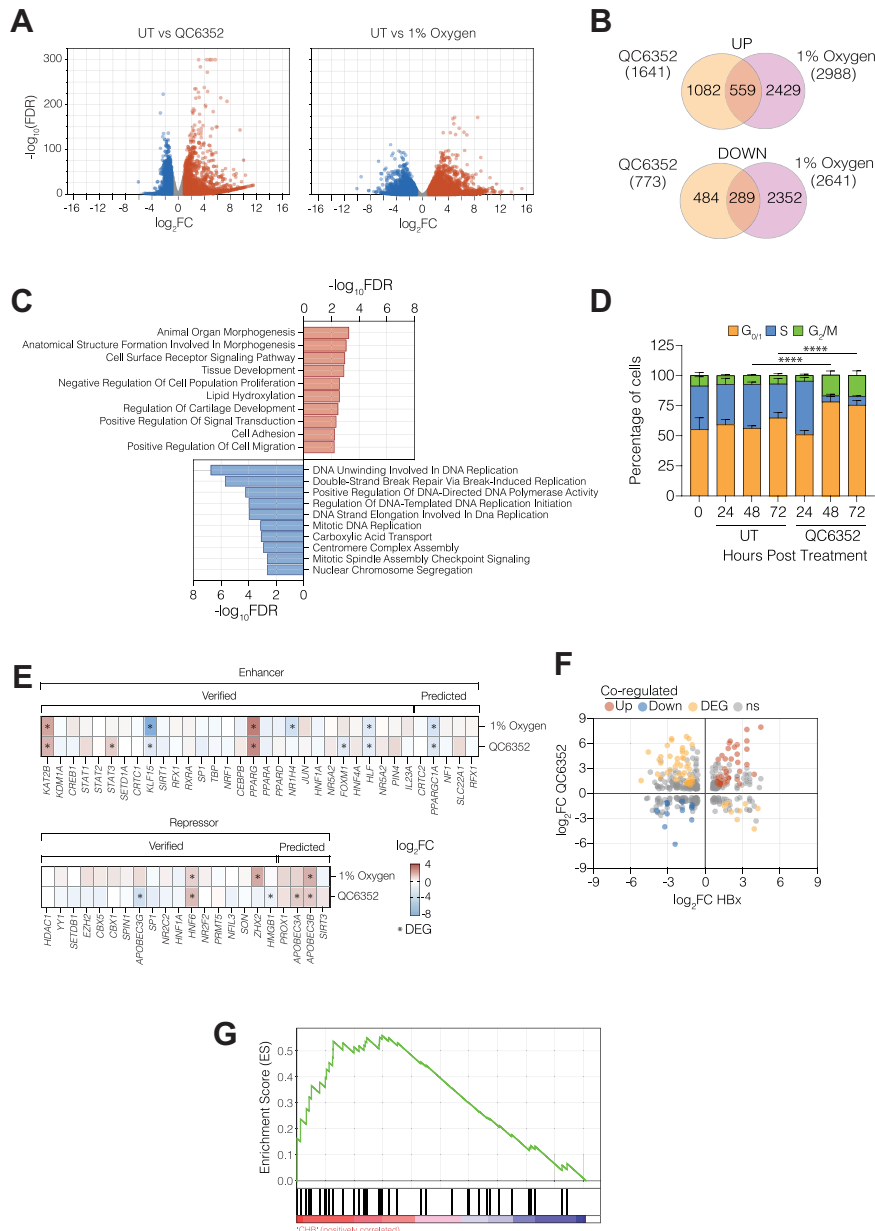 A
UT vs QC6352
UT vs 1% Oxygen
-log10(FDR)
300
200
100
0
-16 -12 -8 -4 0 4 8 12 16
-16 -12 -8 -4 0 4 8 12 16
log2FC
log2FC
B
UP
QC6352
(1641)
1% Oxygen
(2988)
1082 559 2429
DOWN
QC6352
(773)
1% Oxygen
(2641)
484 289 2352
C
-log10FDR
0 2 4 6 8
Animal Organ Morphogenesis
Anatomical Structure Formation Involved In Morphogenesis
Cell Surface Receptor Signaling Pathway
Tissue Development
Negative Regulation Of Cell Population Proliferation
Lipid Hydroxylation
Regulation Of Cartilage Development
Positive Regulation Of Signal Transduction
Cell Adhesion
Positive Regulation Of Cell Migration
DNA Unwinding Involved In DNA Replication
Double-Strand Break Repair Via Break-Induced Replication
Positive Regulation Of DNA-Directed DNA Polymerase Activity
Regulation Of DNA-Templated DNA Replication Initiation
DNA Strand Elongation Involved In Dna Replication
Mitotic DNA Replication
Carboxylic Acid Transport
Centromere Complex Assembly
Mitotic Spindle Assembly Checkpoint Signaling
Nuclear Chromosome Segregation
8 6 4 2 0
-log10FDR
D
G0/1 S G2/M
Percentage of cells
125
100
75
50
25
0
****
****
0 24 48 72 24 48 72
UT QC6352
Hours Post Treatment
E
Enhancer
Verified Predicted
* * * * * * 1% Oxygen
* * * * * * * QC6352
KAT2B KDM1A CREB1 STAT1 STAT2 STAT3 SETD1A CRTC1 KLF15 SIRT1 RFX1 RXRA SP1 TBP NRF1 CEBPB PPARG PPARA PPARD NR1H4 JUN HNF1A NR5A2 FOXM1 HNF4A HLF NR5A2 PIN4 IL23A CRTC2 PPARGC1A NF1 SLC22A1 RFX1
Repressor
Verified Predicted
* * * 1% Oxygen
* * * * * QC6352
HDAC1 YY1 SETDB1 EZH2 CBX5 CBX1 SPIN1 APOBEC3G SP1 NR2C2 HNF1A HNF6 NR2F2 PRMT5 NFIL3 SON ZHX2 HMGB1 PROX1 APOBEC3A APOBEC3B SIRT3
log2FC
4
0
-4
-8
* DEG
F
Co-regulated
Up Down DEG ns
log2FC QC6352
9
6
3
0
-3
-6
-9
-9 -6 -3 0 3 6 9
log2FC HBx
G
Enrichment Score (ES)
0.5
0.4
0.3
0.2
0.1
0.0
'CHB' (positively correlated)